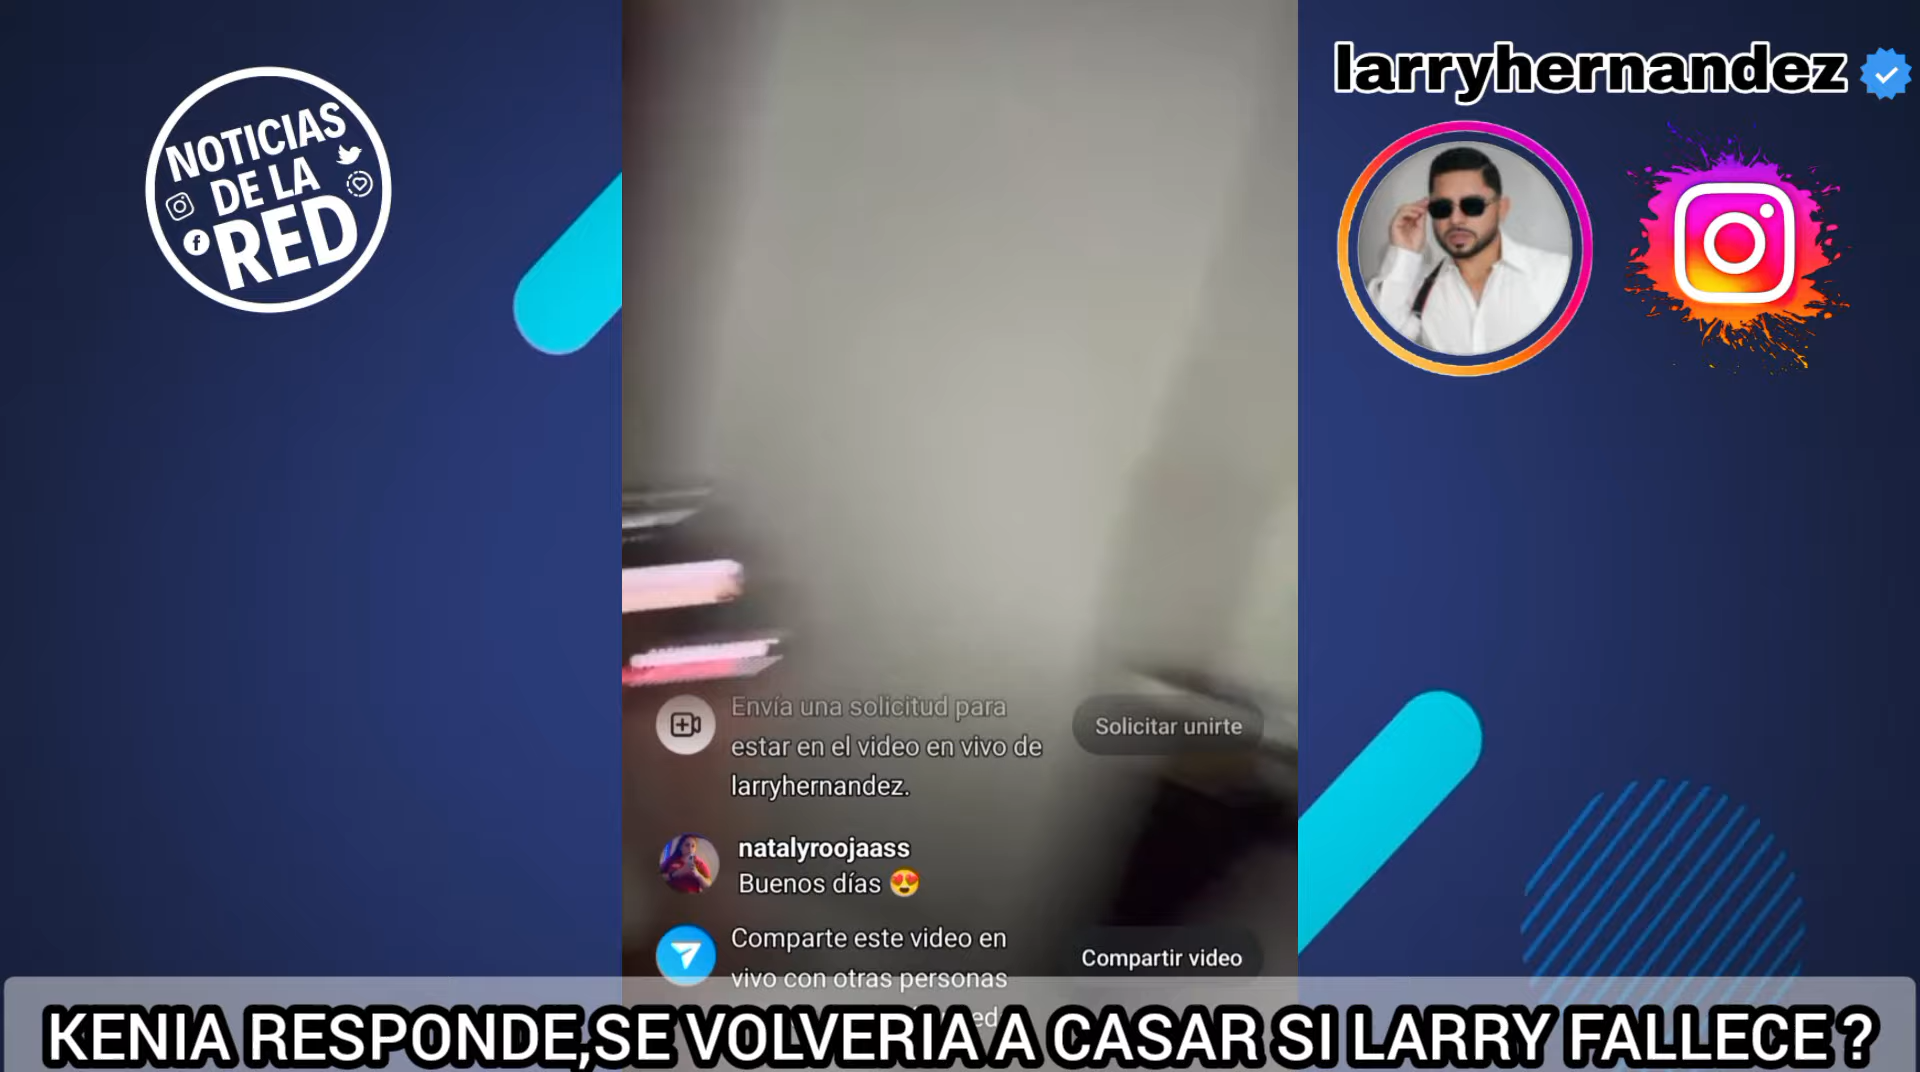 NOTICIAS
DE LA
RED
larryhernandez
Envía una solicitud para
estar en el video en vivo de
larryhernandez.
Solicitar unirte
natalyroojaass
Buenos días 😍
Comparte este video en
vivo con otras personas
Compartir video
KENIA RESPONDE,SE VOLVERIA A CASAR SI LARRY FALLECE ?